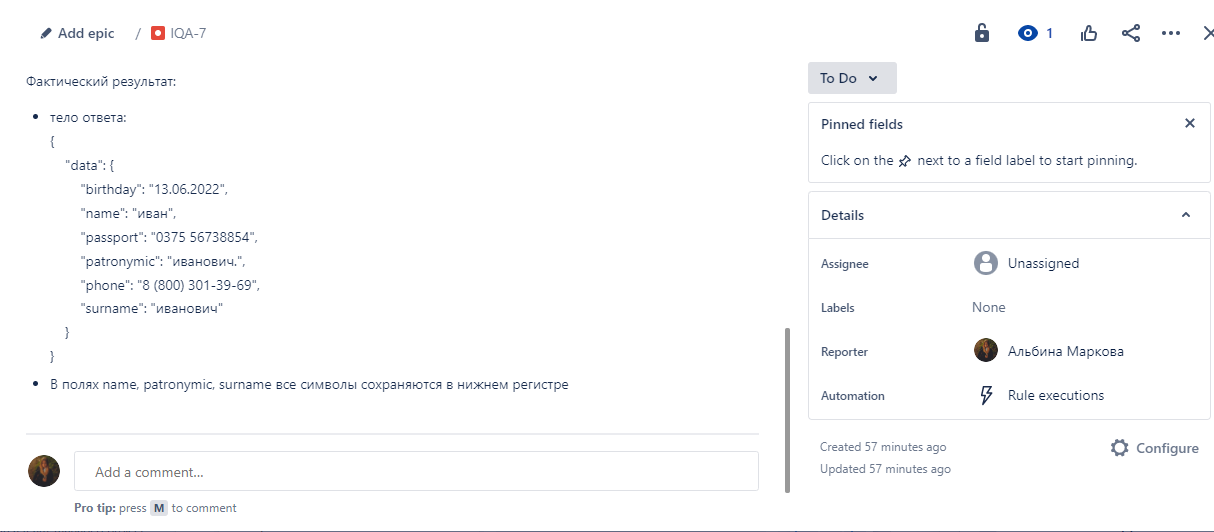 Add epic / IQA-7
1
Фактический результат:
тело ответа:
{
"data": {
"birthday": "13.06.2022",
"name": "иван",
"passport": "0375 56738854",
"patronymic": "иванович.",
"phone": "8 (800) 301-39-69",
"surname": "иванович"
}
}
В полях name, patronymic, surname все символы сохраняются в нижнем регистре
Add a comment...
Pro tip: press M to comment
To Do
Pinned fields
Click on the next to a field label to start pinning.
Details
Assignee Unassigned
Labels None
Reporter Альбина Маркова
Automation Rule executions
Created 57 minutes ago
Configure
Updated 57 minutes ago